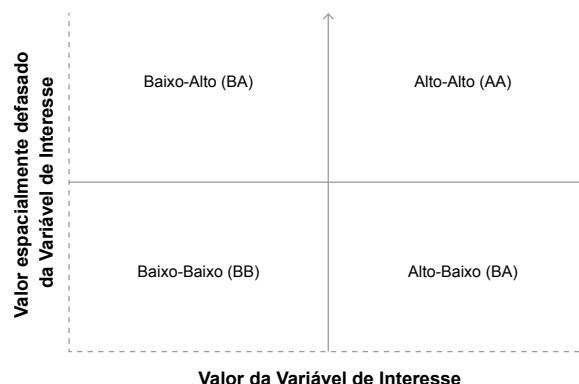 Valor espacialmente defasado
da Variável de Interesse
Baixo-Alto (BA)
Alto-Alto (AA)
Baixo-Baixo (BB)
Alto-Baixo (BA)
Valor da Variável de Interesse